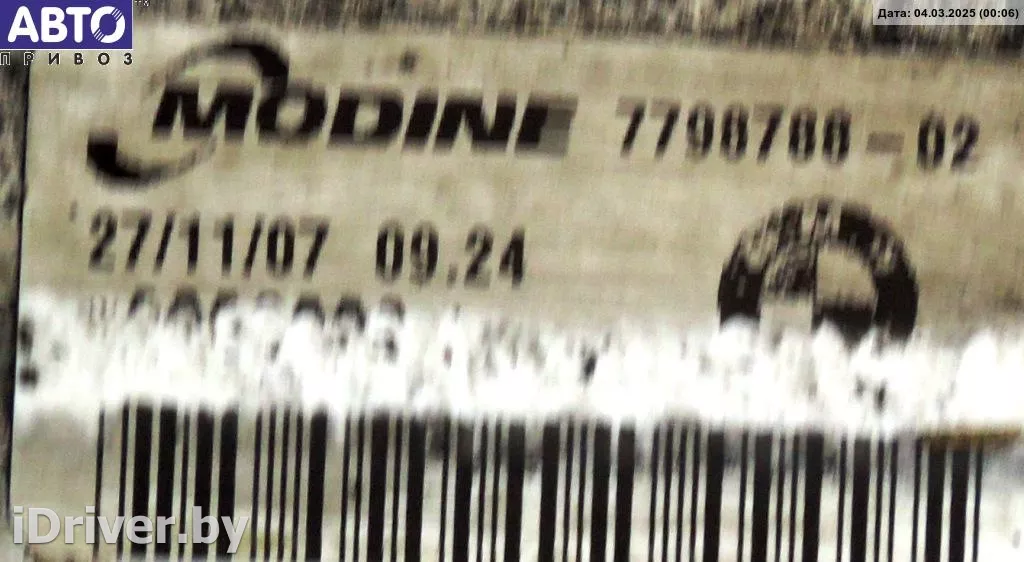 АВТО
ПРИВОЗ
Дата: 04.03.2025 (00:06)
MODINE 7798788-02
27/11/07 09.24
iDriver.by